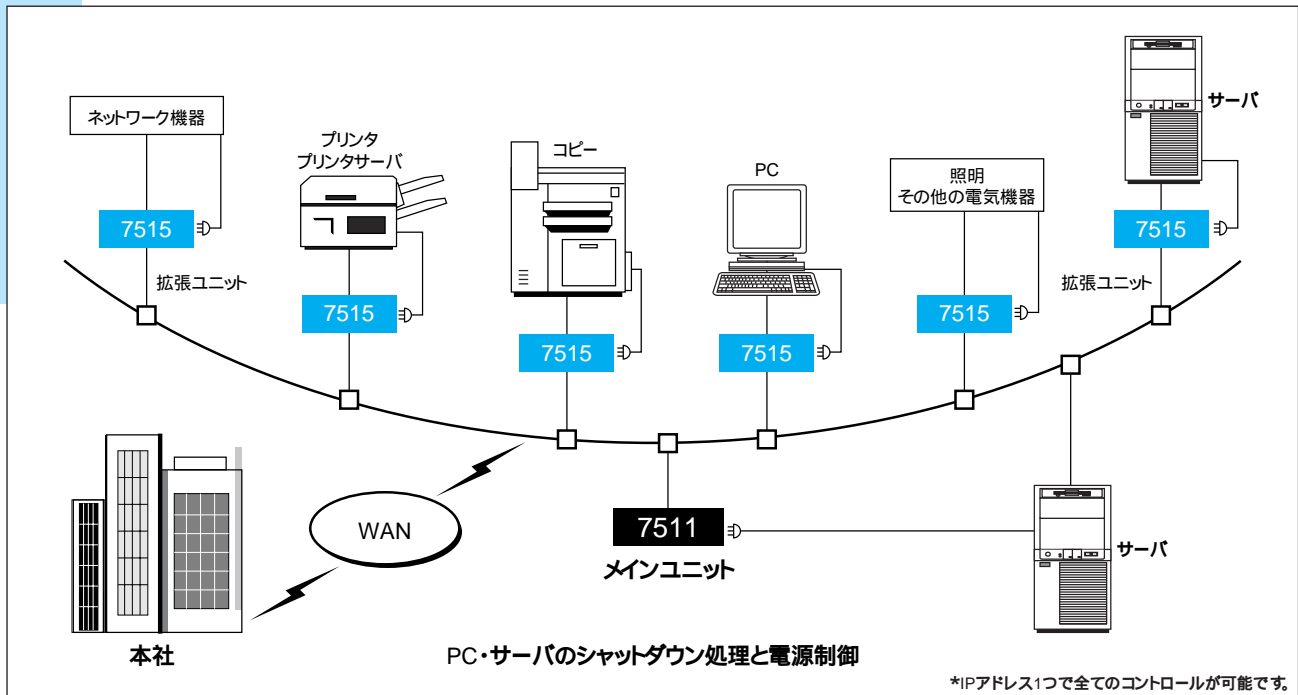 サーバ
ネットワーク機器
プリンタ
プリンタサーバ
コピー
PC
照明
その他の電気機器
7515
7515
7515
7515
7515
7515
拡張ユニット
拡張ユニット
WAN
7511
メインユニット
サーバ
本社
PC・サーバのシャットダウン処理と電源制御
*IPアドレス1つで全てのコントロールが可能です。